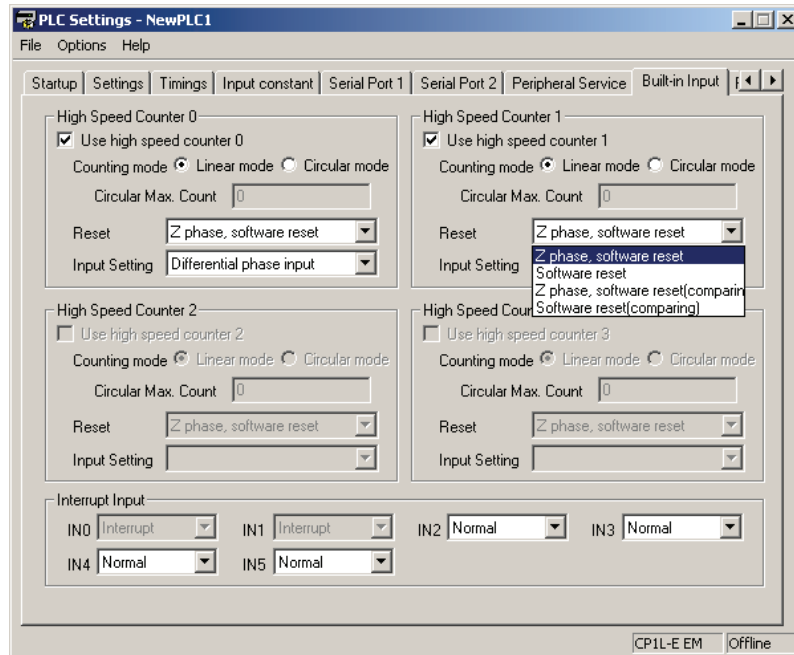 PLC Settings - NewPLC1
File Options Help
Startup Settings Timings Input constant Serial Port 1 Serial Port 2 Peripheral Service Built-in Input
High Speed Counter 0
Use high speed counter 0
Counting mode Linear mode Circular mode
Circular Max. Count 0
Reset Z phase, software reset
Input Setting Differential phase input
High Speed Counter 1
Use high speed counter 1
Counting mode Linear mode Circular mode
Circular Max. Count 0
Reset Z phase, software reset
Input Setting
Z phase, software reset
Software reset
Z phase, software reset(comparin
Software reset(comparing)
High Speed Counter 2
Use high speed counter 2
Counting mode Linear mode Circular mode
Circular Max. Count 0
Reset Z phase, software reset
Input Setting
High Speed Cour
Use high speed counter 3
Counting mode Linear mode Circular mode
Circular Max. Count 0
Reset Z phase, software reset
Input Setting
Interrupt Input
IN0 Interrupt IN1 Interrupt IN2 Normal IN3 Normal
IN4 Normal IN5 Normal
CP1L-E EM Offline